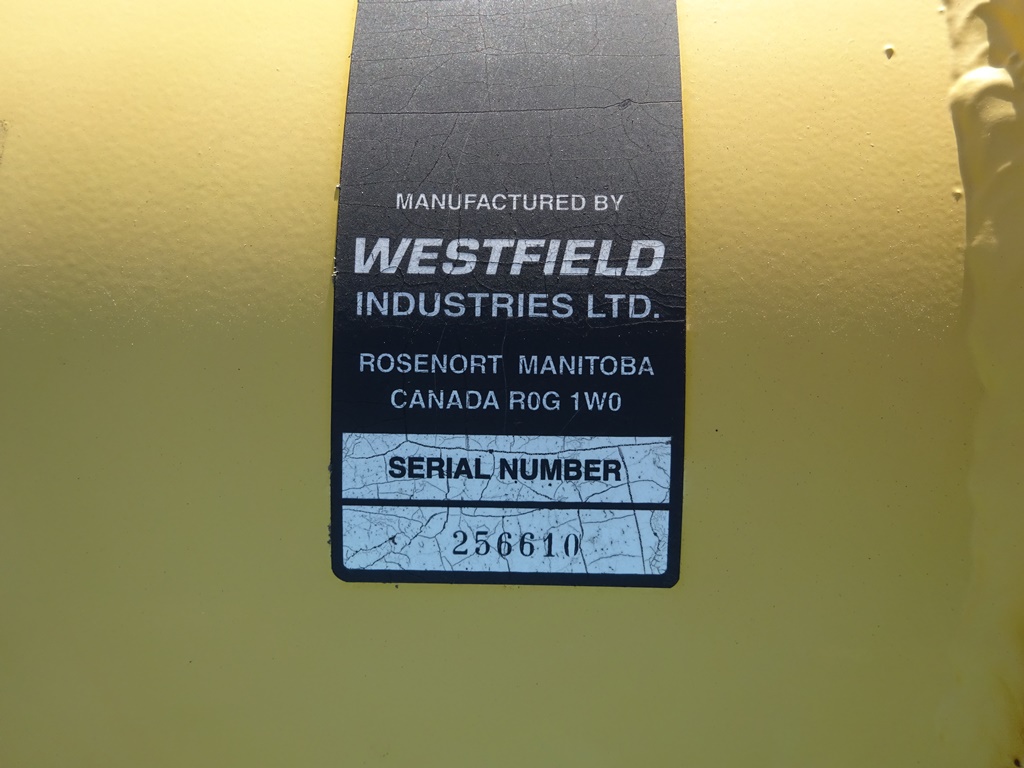 MANUFACTURED BY
WESTFIELD
INDUSTRIES LTD.
ROSENORT MANITOBA
CANADA R0G 1W0
SERIAL NUMBER
256610